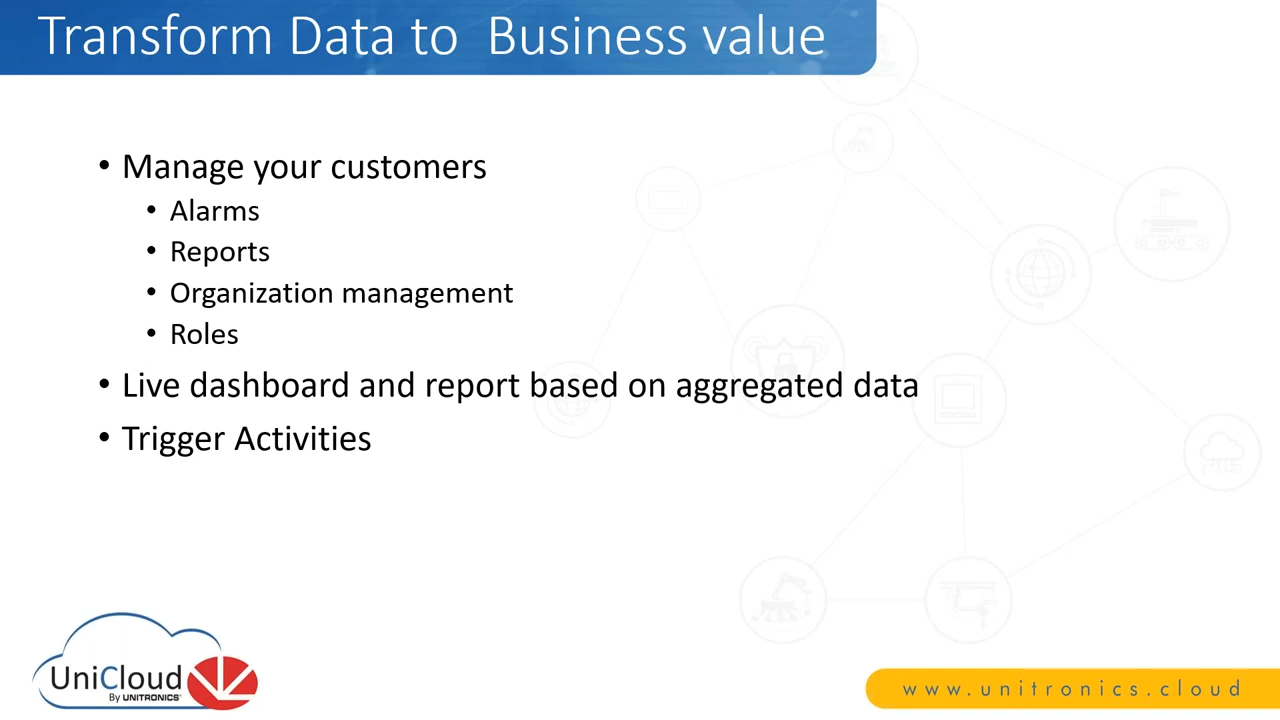 Transform Data to  Business value
• Manage your customers
• Alarms
• Reports
• Organization management
• Roles
• Live dashboard and report based on aggregated data
• Trigger Activities
UniCloud
By UNITRONICS®
www.unitronics.cloud